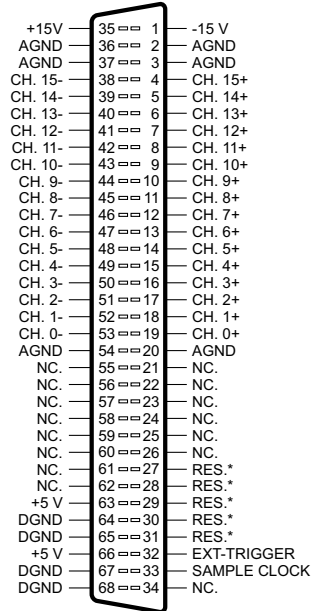 +15V 35 1 -15 V
AGND 36 2 AGND
AGND 37 3 AGND
CH. 15- 38 4 CH. 15+
CH. 14- 39 5 CH. 14+
CH. 13- 40 6 CH. 13+
CH. 12- 41 7 CH. 12+
CH. 11- 42 8 CH. 11+
CH. 10- 43 9 CH. 10+
CH. 9- 44 10 CH. 9+
CH. 8- 45 11 CH. 8+
CH. 7- 46 12 CH. 7+
CH. 6- 47 13 CH. 6+
CH. 5- 48 14 CH. 5+
CH. 4- 49 15 CH. 4+
CH. 3- 50 16 CH. 3+
CH. 2- 51 17 CH. 2+
CH. 1- 52 18 CH. 1+
CH. 0- 53 19 CH. 0+
AGND 54 20 AGND
NC. 55 21 NC.
NC. 56 22 NC.
NC. 57 23 NC.
NC. 58 24 NC.
NC. 59 25 NC.
NC. 60 26 NC.
NC. 61 27 RES.*
NC. 62 28 RES.*
+5 V 63 29 RES.*
DGND 64 30 RES.*
DGND 65 31 RES.*
+5 V 66 32 EXT-TRIGGER
DGND 67 33 SAMPLE CLOCK
DGND 68 34 NC.